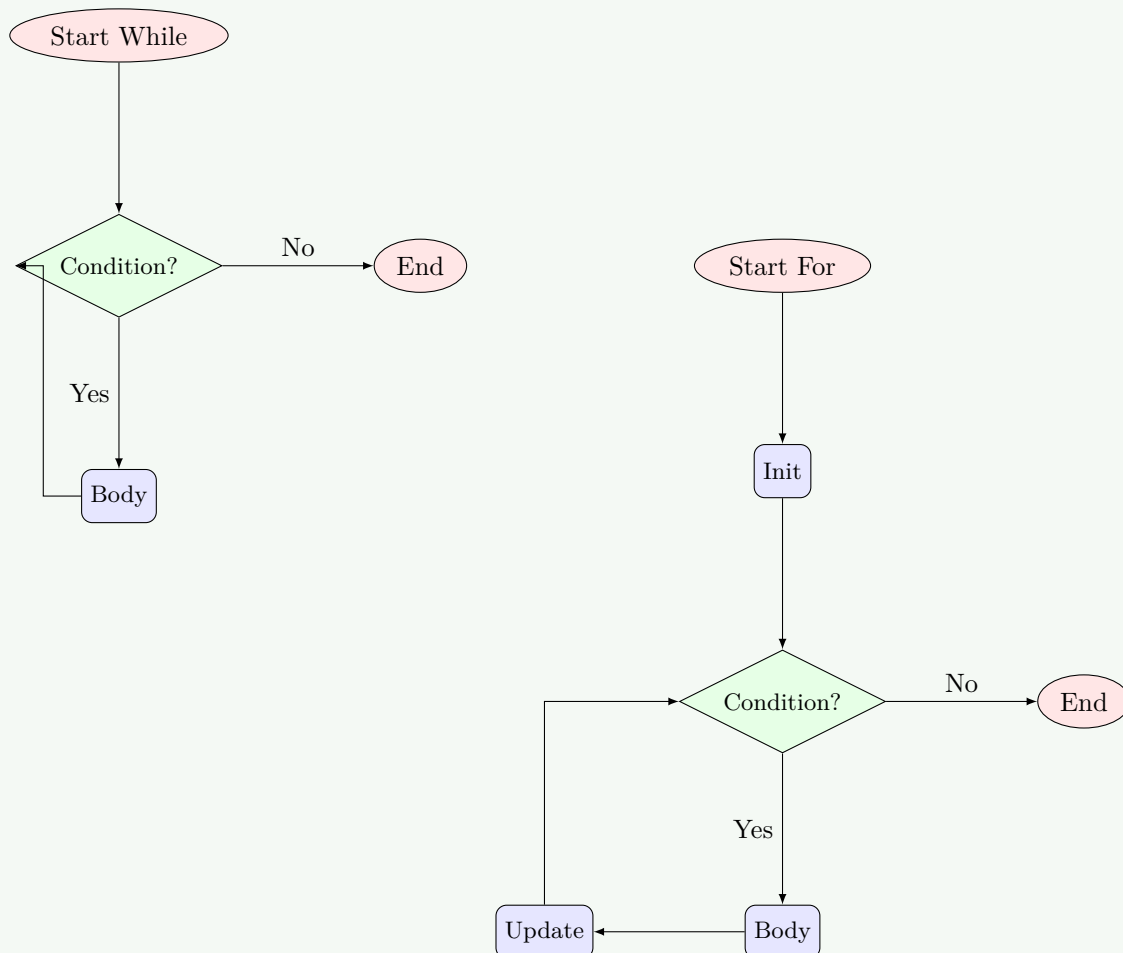 Start While
Condition?
No
End
Yes
Body
Start For
Init
Condition?
No
End
Yes
Update
Body